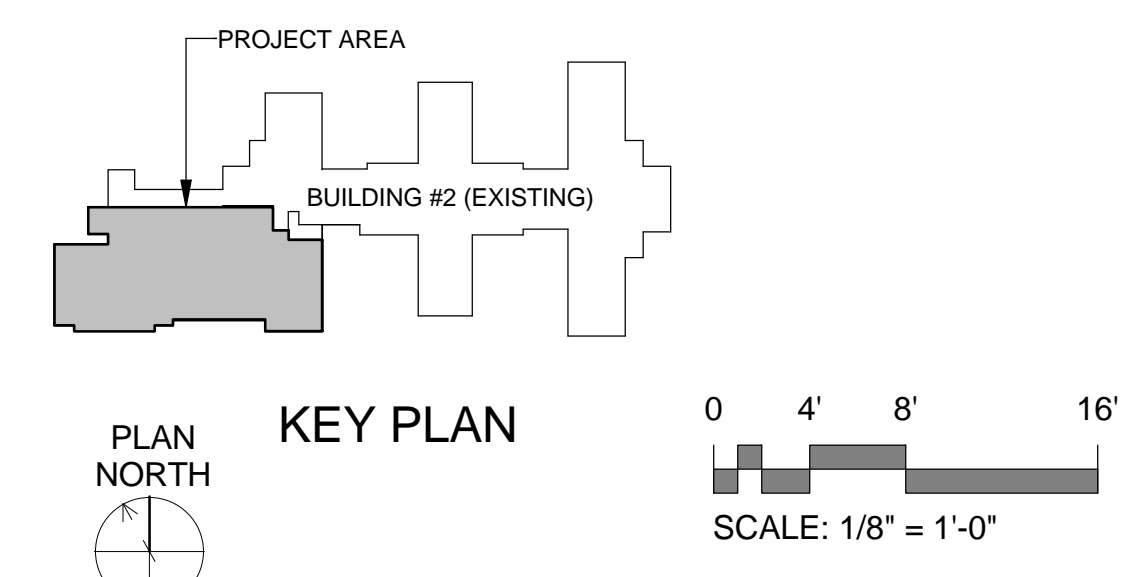 PROJECT AREA
BUILDING #2 (EXISTING)
KEY PLAN
PLAN
NORTH
0 4' 8' 16'
SCALE: 1/8" = 1'-0"